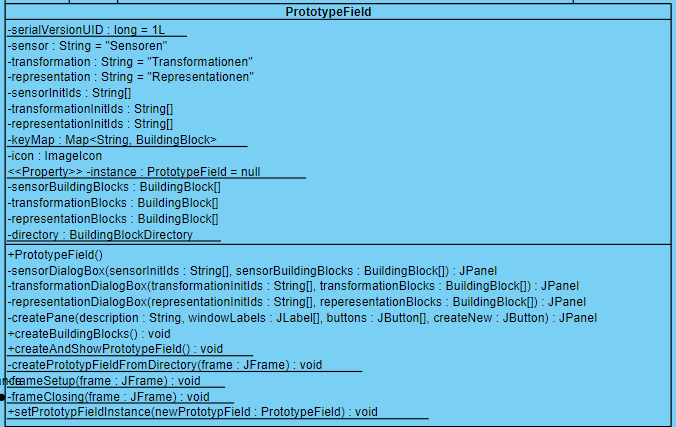 PrototypeField
-serialVersionUID : long = 1L
-sensor : String = "Sensoren"
-transformation : String = "Transformationen"
-representation : String = "Representationen"
-sensorInitIds : String[]
-transformationInitIds : String[]
-representationInitIds : String[]
-keyMap : Map<String, BuildingBlock>
-icon : ImageIcon
<<Property>> -instance : PrototypeField = null
-sensorBuildingBlocks : BuildingBlock[]
-transformationBlocks : BuildingBlock[]
-representationBlocks : BuildingBlock[]
-directory : BuildingBlockDirectory
+PrototypeField()
-sensorDialogBox(sensorInitIds : String[], sensorBuildingBlocks : BuildingBlock[]) : JPanel
-transformationDialogBox(transformationInitIds : String[], transformationBlocks : BuildingBlock[]) : JPanel
-representationDialogBox(representationInitIds : String[], reperesentationBlocks : BuildingBlock[]) : JPanel
-createPane(description : String, windowLabels : JLabel[], buttons : JButton[], createNew : JButton) : JPanel
+createBuildingBlocks() : void
+createAndShowPrototypeField() : void
-createPrototypFieldFromDirectory(frame : JFrame) : void
-frameSetup(frame : JFrame) : void
-frameClosing(frame : JFrame) : void
+setPrototypFieldInstance(newPrototypField : PrototypeField) : void